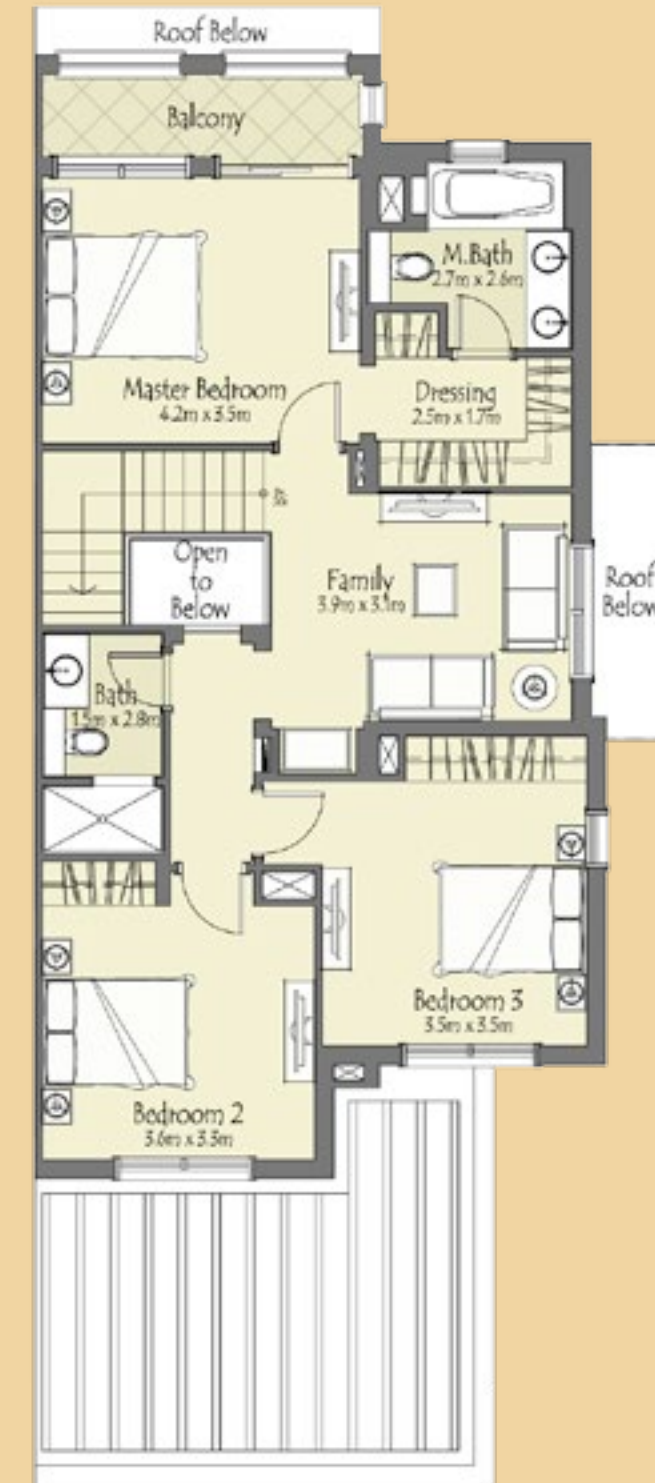 Roof Below
Balcony
M.Bath
2.7m x 2.6m
Master Bedroom
4.2m x 3.5m
Dressing
2.5m x 1.7m
Open
to
Below
Family
3.9m x 3.1m
Roof
Below
Bath
1.5m x 2.8m
Bedroom 3
3.5m x 3.5m
Bedroom 2
3.6m x 3.3m